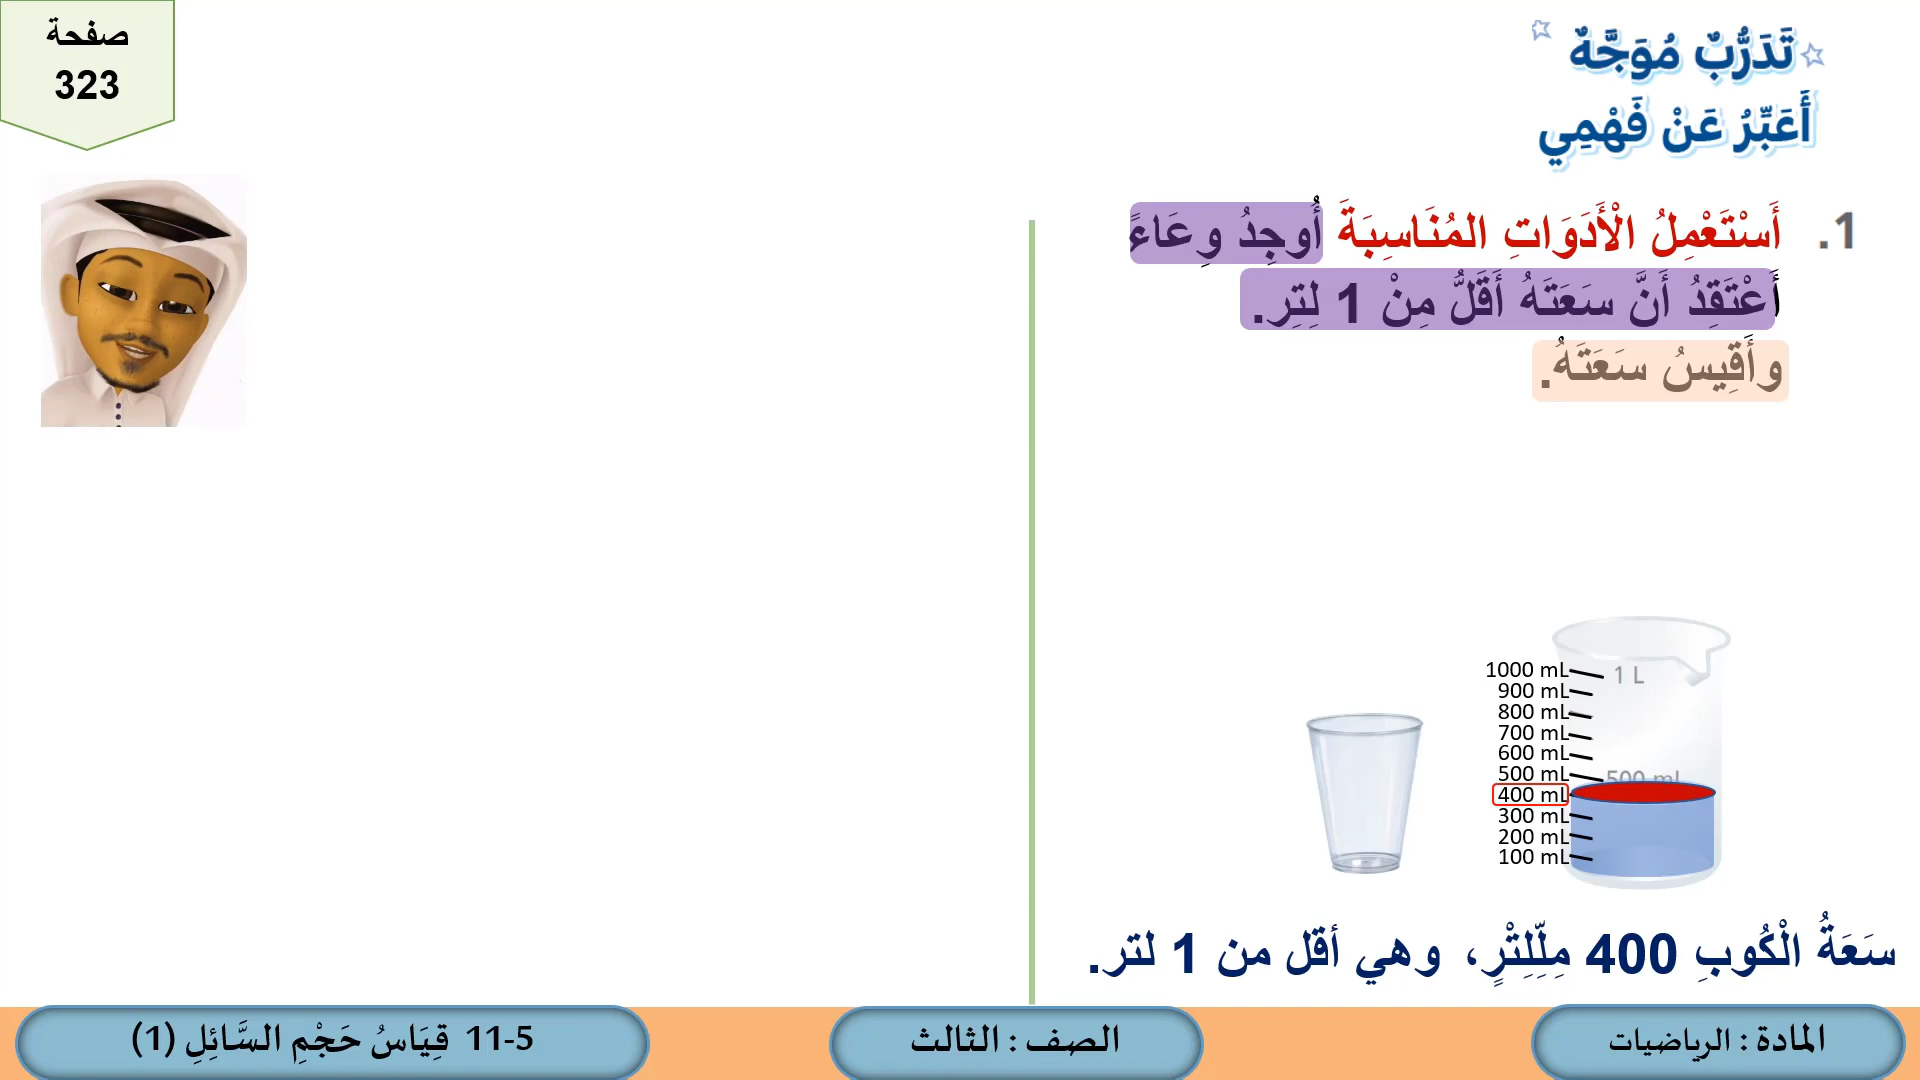 صفحة
323
تَدَرُّبٌ مُوَجَّهٌ
أَعَبِّرُ عَنْ فَهْمِي
1. أَسْتَعْمِلُ الْأَدَوَاتِ المُنَاسِبَةَ أُوجِدُ وِعَاءً
أَعْتَقِدُ أَنَّ سَعَتَهُ أَقَلُّ مِنْ 1 لِتِر.
وأَقِيسُ سَعَتَهُ.
1000 mL
1 L
900 mL
800 mL
700 mL
600 mL
500 mL
500 ml
400 mL
300 mL
200 mL
100 mL
سَعَةُ الْكُوبِ 400 مِلّلِتْرٍ، وهي أقل من 1 لتر.
المادة : الرياضيات
الصف : الثالث
11-5 قِيَاسُ حَجْمِ السَّائِلِ (1)